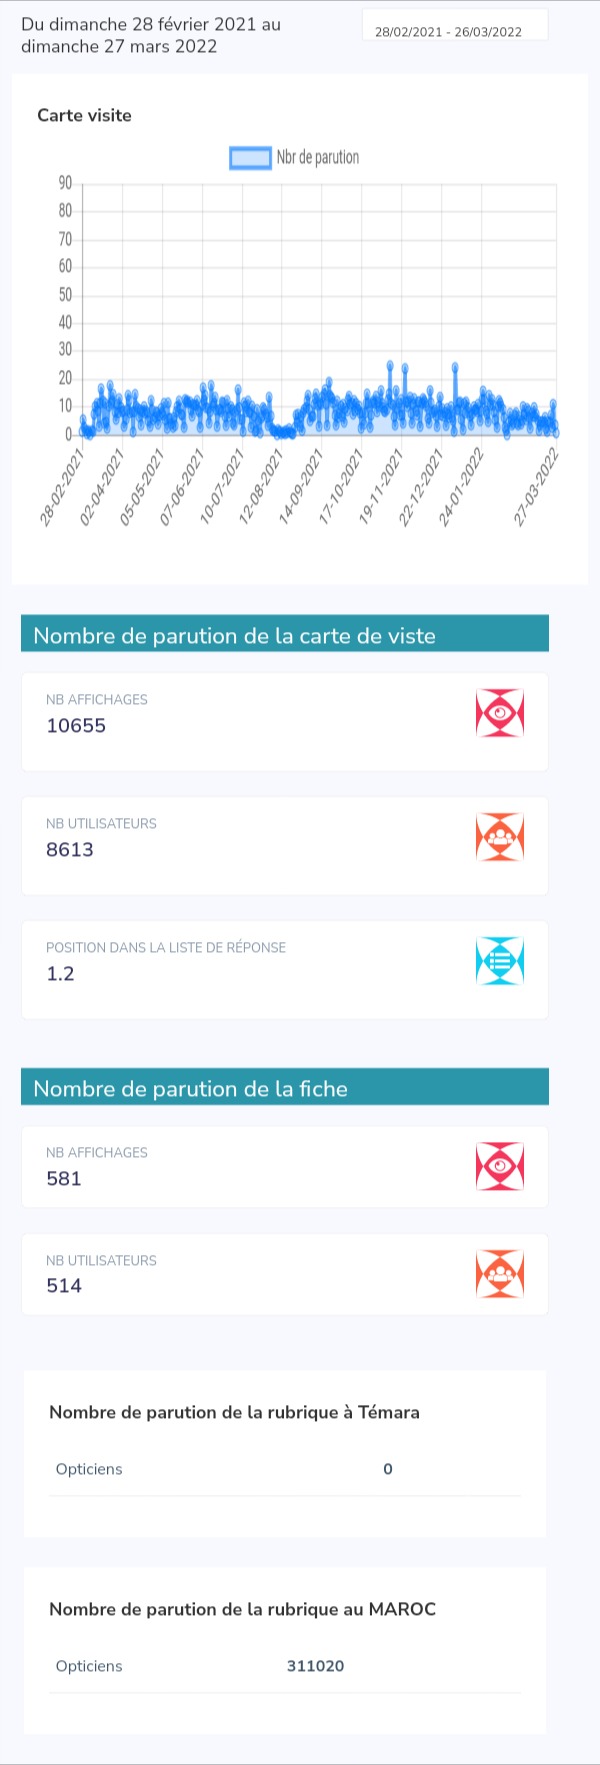 Du dimanche 28 février 2021 au
dimanche 27 mars 2022
28/02/2021 - 26/03/2022
Carte visite
Nbr de parution
90
80
70
60
50
40
30
20
10
0
28-02-2021
02-04-2021
05-05-2021
07-06-2021
10-07-2021
12-08-2021
14-09-2021
17-10-2021
19-11-2021
22-12-2021
24-01-2022
27-03-2022
Nombre de parution de la carte de viste
NB AFFICHAGES
10655
NB UTILISATEURS
8613
POSITION DANS LA LISTE DE RÉPONSE
1.2
Nombre de parution de la fiche
NB AFFICHAGES
581
NB UTILISATEURS
514
Nombre de parution de la rubrique à Témara
Opticiens 0
Nombre de parution de la rubrique au MAROC
Opticiens 311020